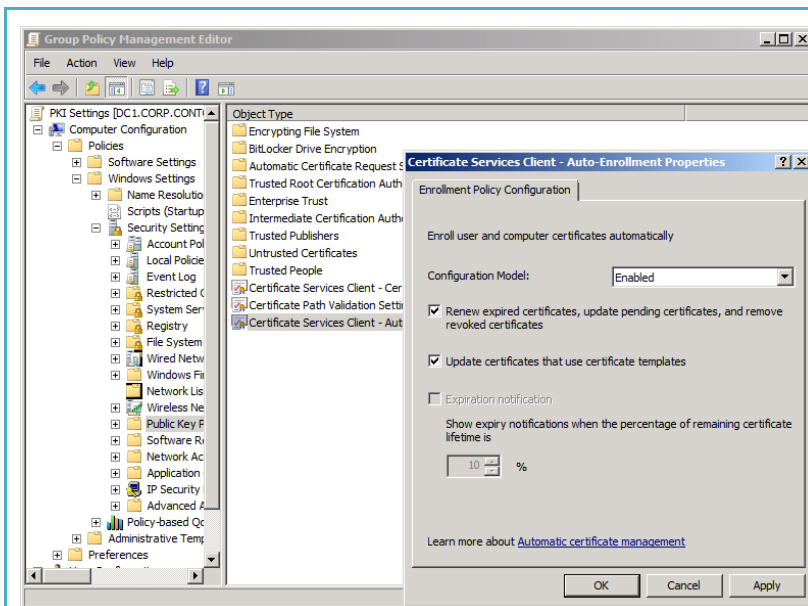 Group Policy Management Editor
File Action View Help
PKI Settings [DC1.CORP.CONT
Computer Configuration
Policies
Software Settings
Windows Settings
Name Resolutio
Scripts (Startup
Security Setting
Account Pol
Local Policie
Event Log
Restricted G
System Ser
Registry
File System
Wired Netw
Windows Fir
Network Lis
Wireless Ne
Public Key P
Software Re
Network Ac
Application
IP Security
Advanced A
Policy-based Qo
Administrative Temp
Preferences
Object Type
Encrypting File System
BitLocker Drive Encryption
Automatic Certificate Request S
Trusted Root Certification Auth
Enterprise Trust
Intermediate Certification Auth
Trusted Publishers
Untrusted Certificates
Trusted People
Certificate Services Client - Cer
Certificate Path Validation Setti
Certificate Services Client - Aut
Certificate Services Client - Auto-Enrollment Properties
Enrollment Policy Configuration
Enroll user and computer certificates automatically
Configuration Model: Enabled
Renew expired certificates, update pending certificates, and remove
revoked certificates
Update certificates that use certificate templates
Expiration notification
Show expiry notifications when the percentage of remaining certificate
lifetime is
10 %
Learn more about Automatic certificate management
OK Cancel Apply